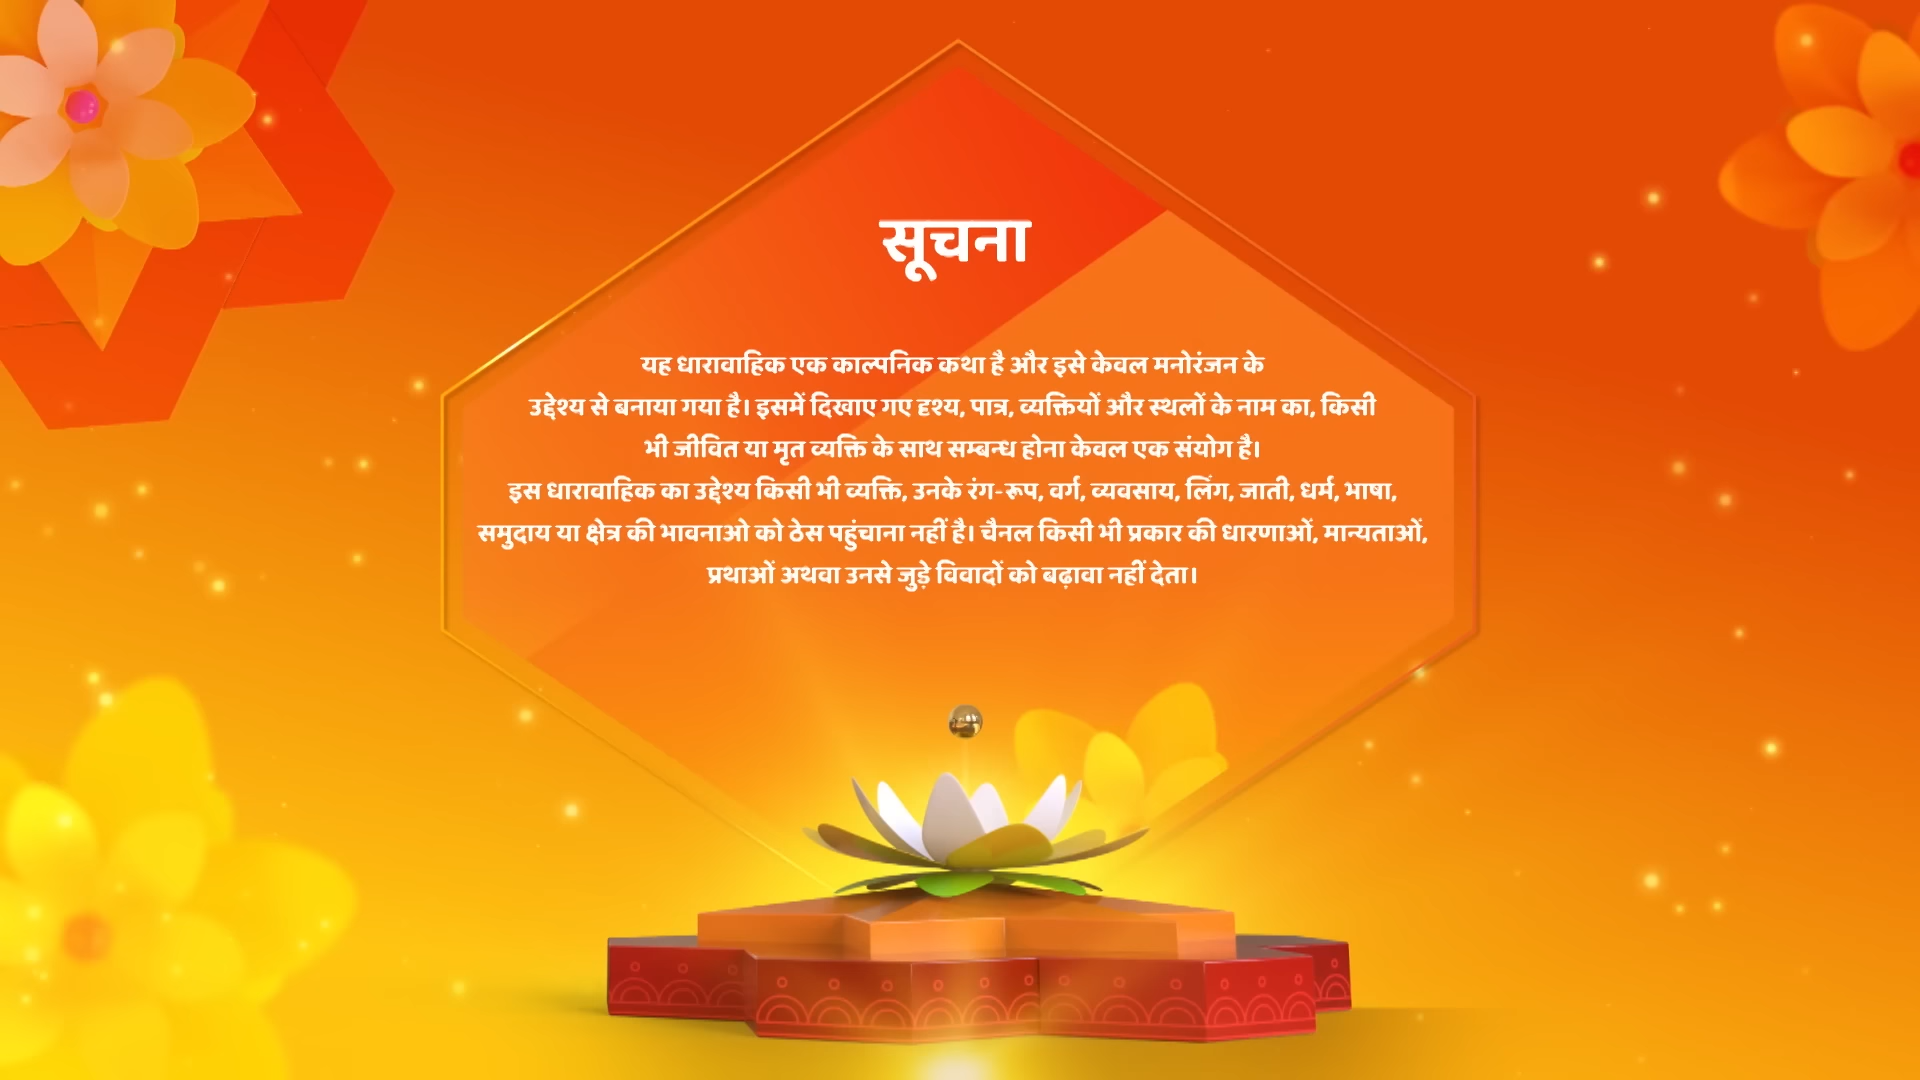 सूचना
यह धारावाहिक एक काल्पनिक कथा है और इसे केवल मनोरंजन के
उद्देश्य से बनाया गया है। इसमें दिखाए गए दृश्य, पात्र, व्यक्तियों और स्थलों के नाम का, किसी
भी जीवित या मृत व्यक्ति के साथ सम्बन्ध होना केवल एक संयोग है।
इस धारावाहिक का उद्देश्य किसी भी व्यक्ति, उनके रंग-रूप, वर्ग, व्यवसाय, लिंग, जाती, धर्म, भाषा,
समुदाय या क्षेत्र की भावनाओ को ठेस पहुंचाना नहीं है। चैनल किसी भी प्रकार की धारणाओं, मान्यताओं,
प्रथाओं अथवा उनसे जुड़े विवादों को बढ़ावा नहीं देता।